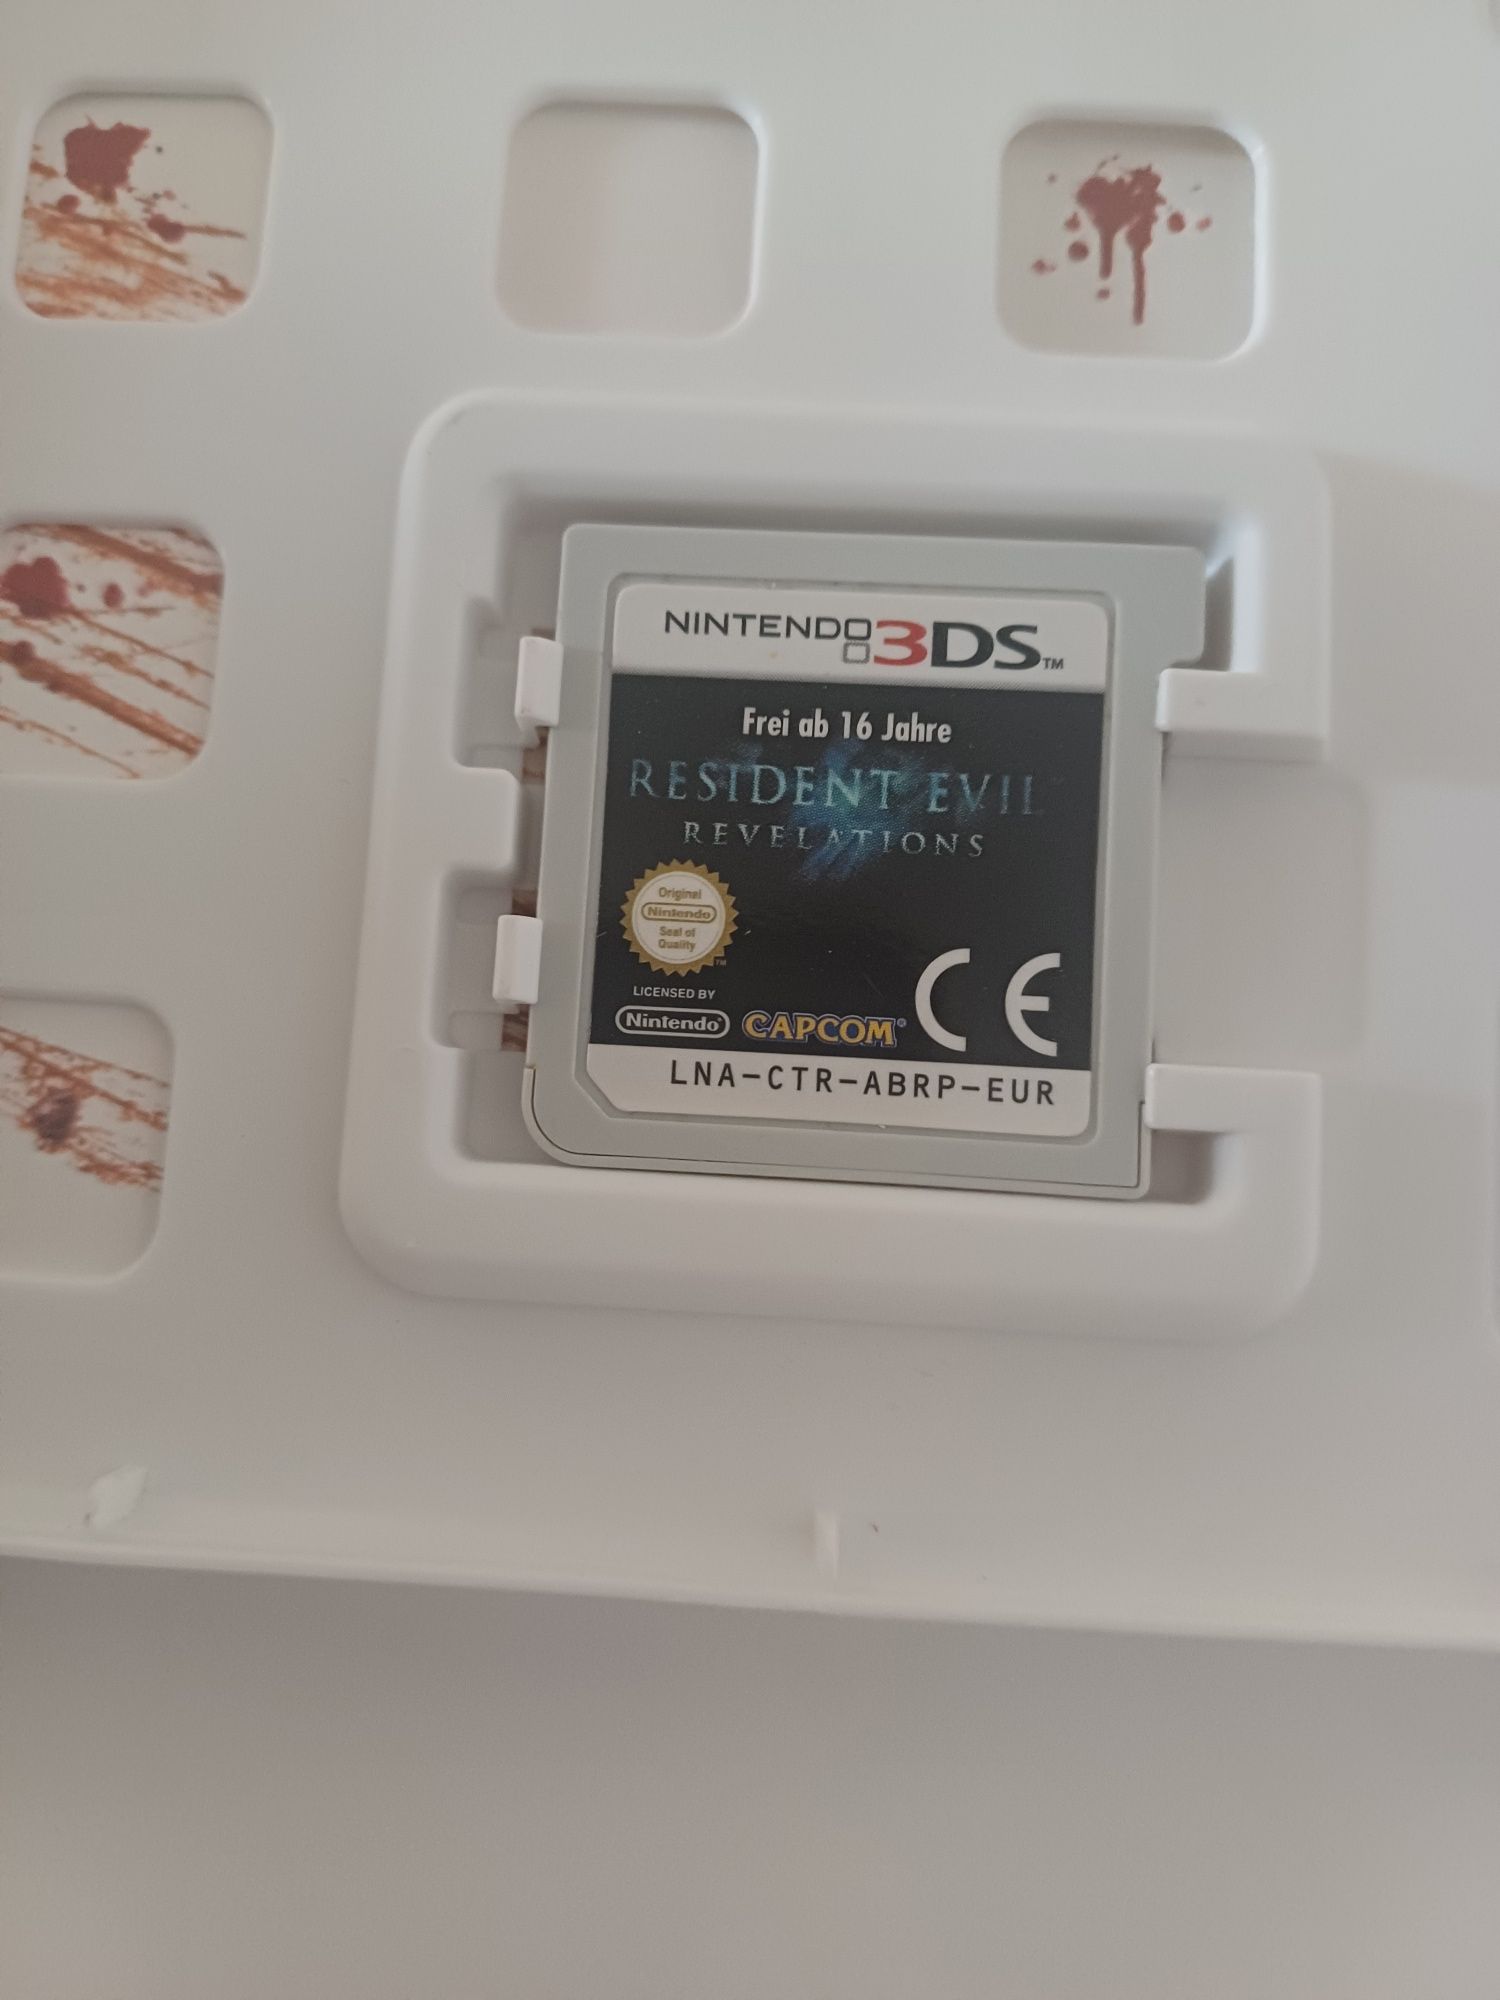 NINTENDO 3DS™
Frei ab 16 Jahre
RESIDENT EVIL
REVELATIONS
Original
Nintendo
Seal of
Quality
TM
LICENSED BY
Nintendo®
CAPCOM®
CE
LNA-CTR-ABRP-EUR